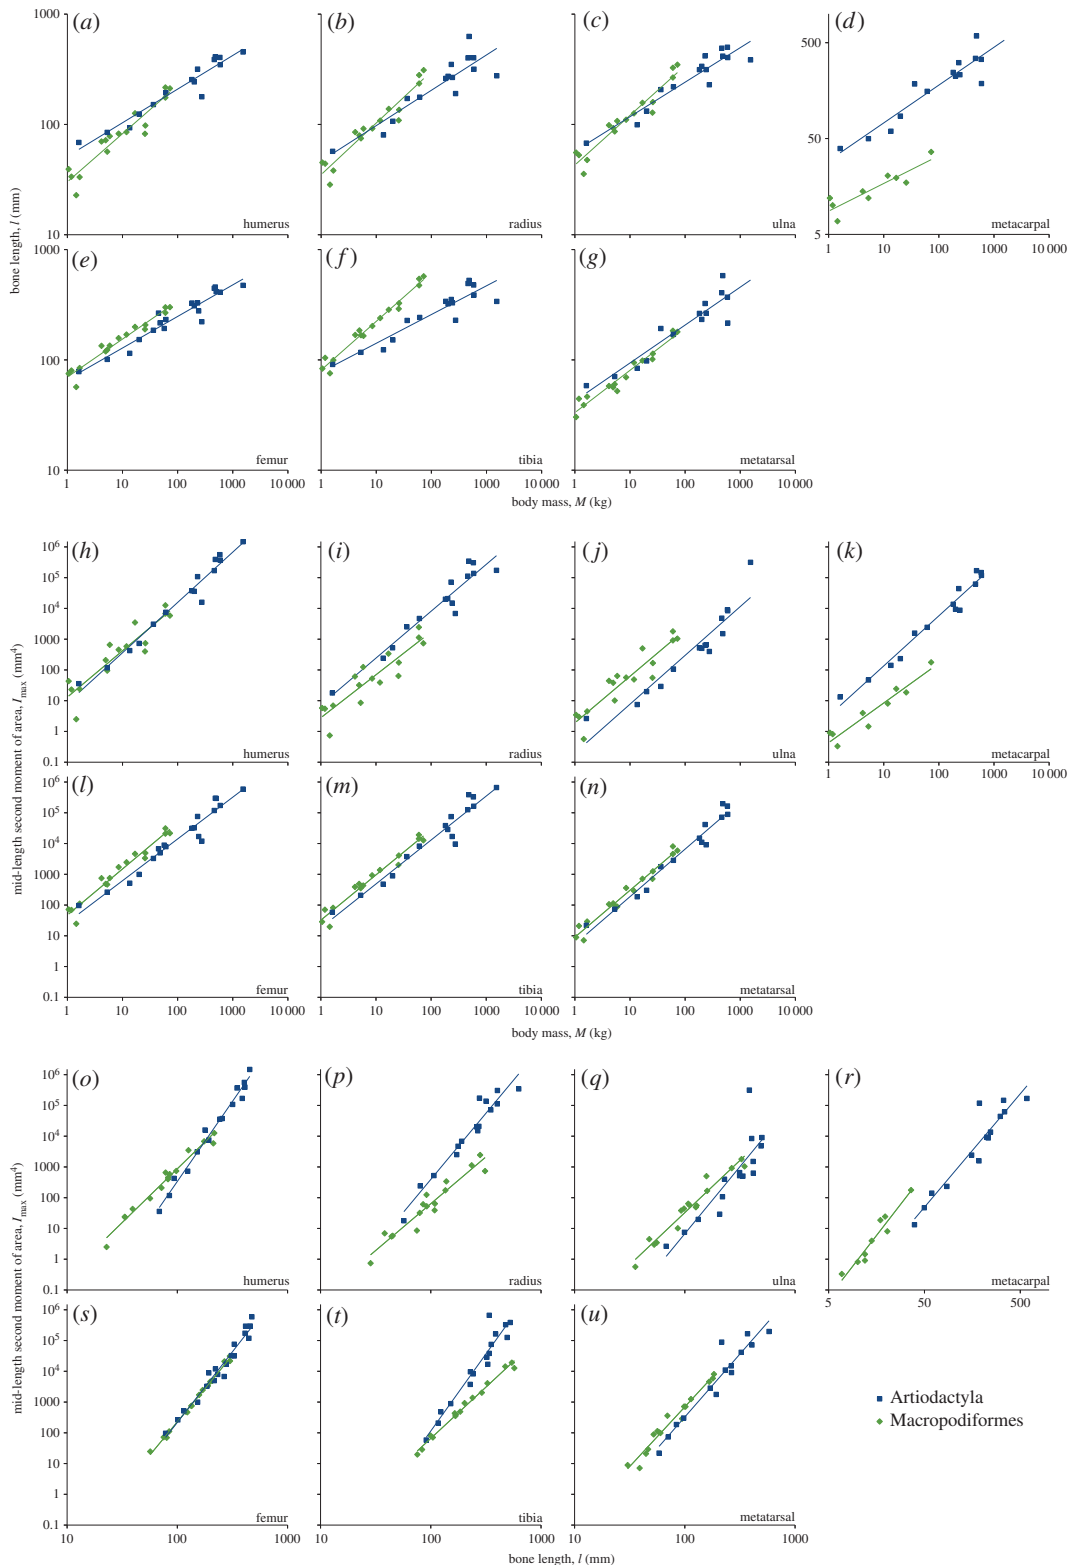 (a) (b) (c) (d)
1000
100
10
500
50
5
bone length, l (mm)
humerus radius ulna metacarpal
1 10 100 1000 10 000
(e) (f) (g)
1000
100
10
femur tibia metatarsal
1 10 100 1000 10 000 1 10 100 1000 10 000 1 10 100 1000 10 000
body mass, M (kg)
(h) (i) (j) (k)
10⁶
10⁵
10⁴
1000
100
10
1
0.1
mid-length second moment of area, Imax (mm⁴)
humerus radius ulna metacarpal
1 10 100 1000 10 000
(l) (m) (n)
10⁶
10⁵
10⁴
1000
100
10
1
0.1
femur tibia metatarsal
1 10 100 1000 10 000 1 10 100 1000 10 000 1 10 100 1000 10 000
body mass, M (kg)
(o) (p) (q) (r)
10⁶
10⁵
10⁴
1000
100
10
1
0.1
mid-length second moment of area, Imax (mm⁴)
humerus radius ulna metacarpal
5 50 500
(s) (t) (u)
10⁶
10⁵
10⁴
1000
100
10
1
0.1
Artiodactyla
Macropodiformes
femur tibia metatarsal
10 100 1000 10 100 1000 10 100 1000
bone length, l (mm)